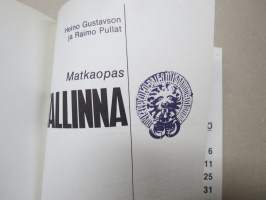 Heino Gustavson
ja Raimo Pullat
Matkaopas
ALLINNA
6
11
25
31